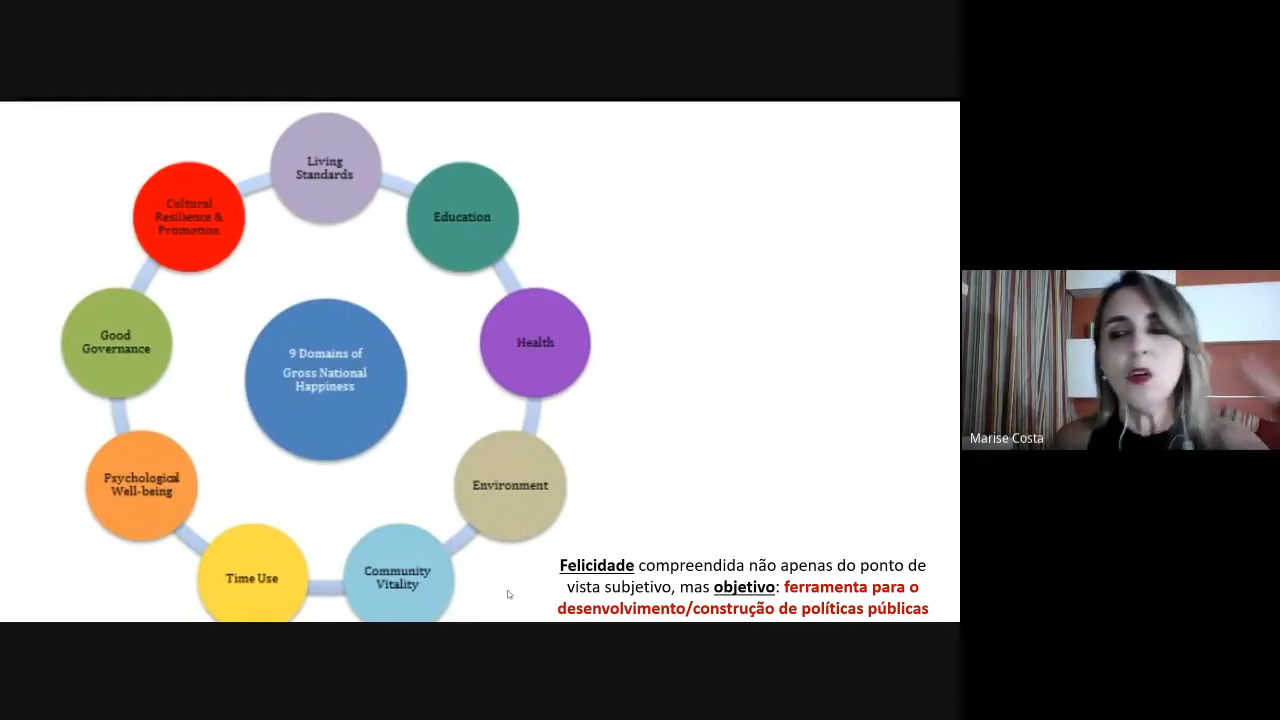 Living
Standards
Education
Health
Environment
Community
Vitality
Time Use
Psychological
Well-being
Good
Governance
Cultural
Resilience &
Promotion
9 Domains of
Gross National
Happiness
Felicidade compreendida não apenas do ponto de
vista subjetivo, mas objetivo: ferramenta para o
desenvolvimento/construção de políticas públicas
Marise Costa